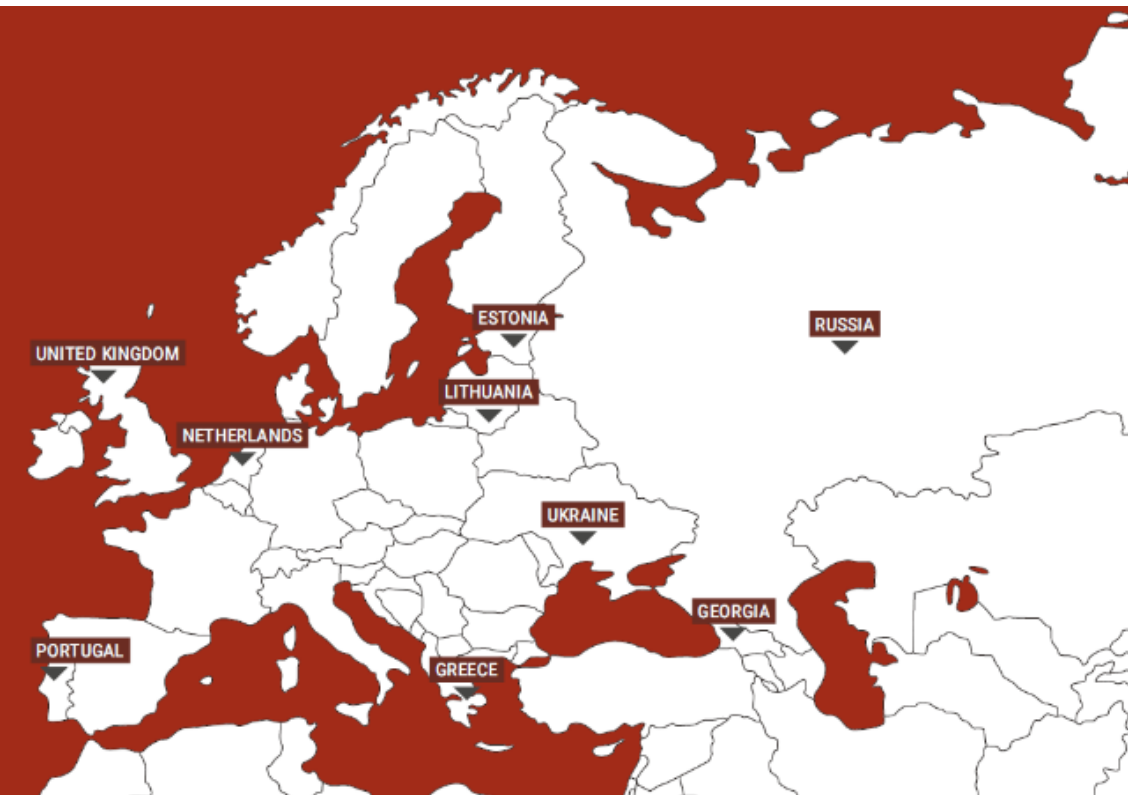 ESTONIA
RUSSIA
UNITED KINGDOM
LITHUANIA
NETHERLANDS
UKRAINE
GEORGIA
PORTUGAL
GREECE